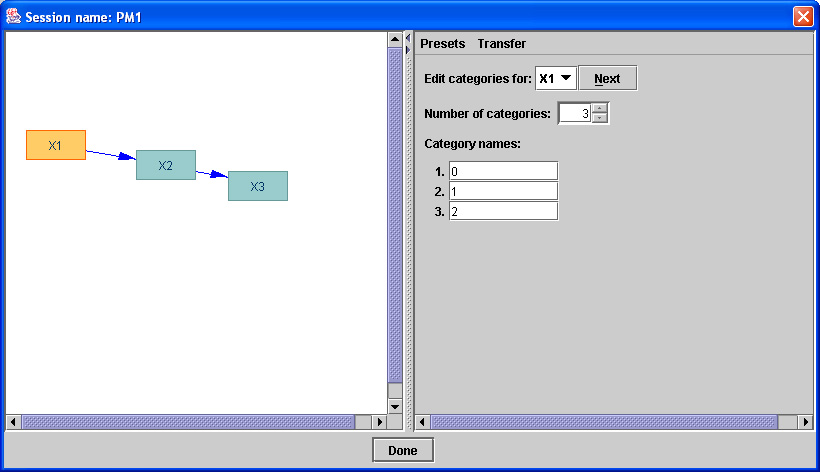 Session name: PM1
X1
X2
X3
Presets Transfer
Edit categories for: X1 Next
Number of categories: 3
Category names:
1. 0
2. 1
3. 2
Done